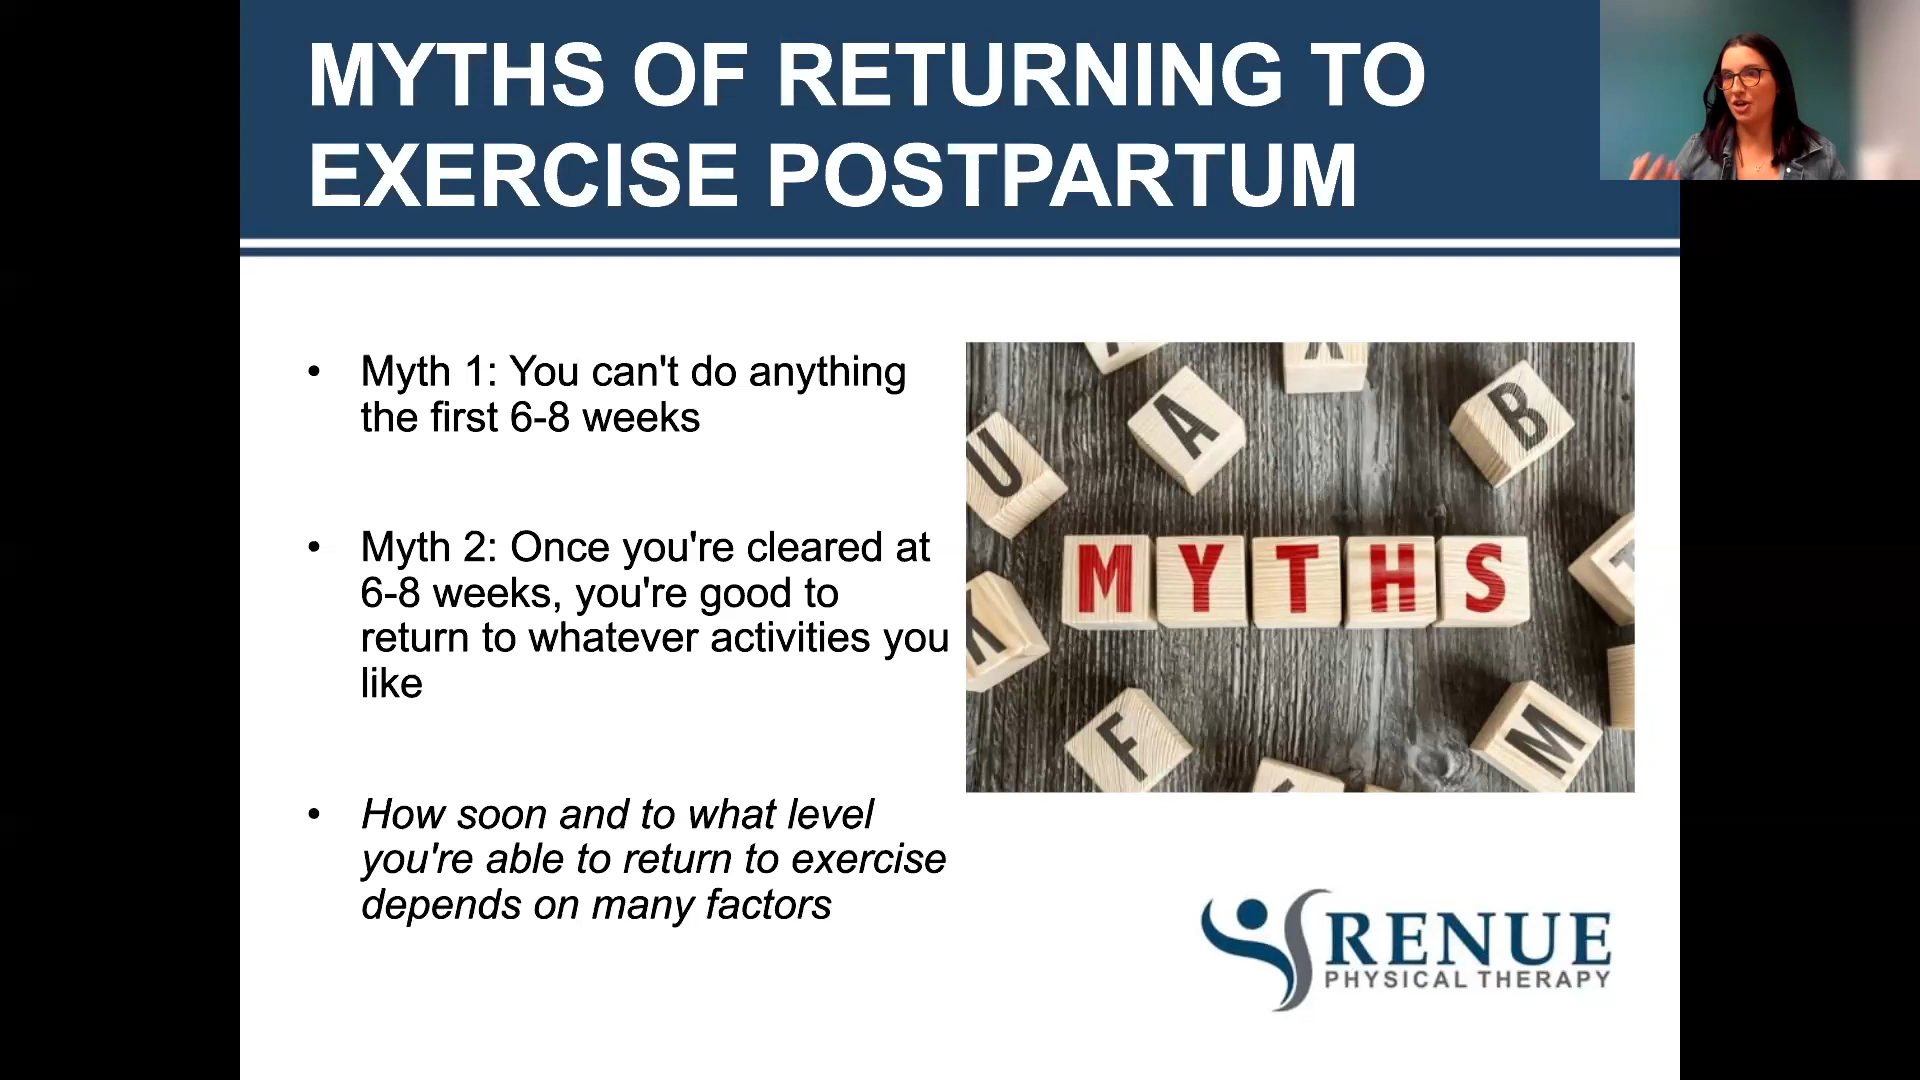 MYTHS OF RETURNING TO
EXERCISE POSTPARTUM
• Myth 1: You can't do anything
the first 6-8 weeks
• Myth 2: Once you're cleared at
6-8 weeks, you're good to
return to whatever activities you
like
• How soon and to what level
you're able to return to exercise
depends on many factors
A
B
U
MYTHS
F
M
RENUE
PHYSICAL THERAPY